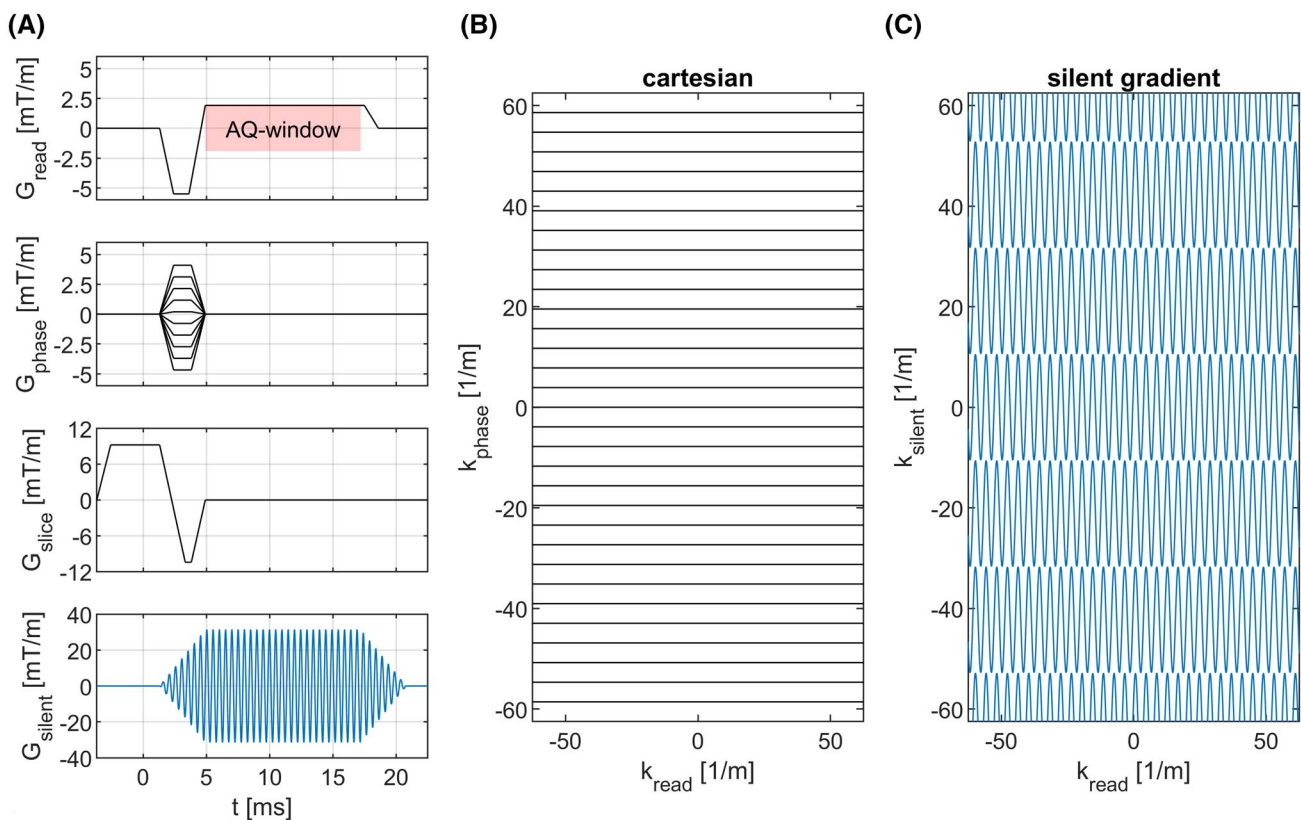 (A)
G_read [mT/m]
5
2.5
0
-2.5
-5
AQ-window
G_phase [mT/m]
5
2.5
0
-2.5
-5
G_slice [mT/m]
12
6
0
-6
-12
G_silent [mT/m]
40
20
0
-20
-40
0 5 10 15 20
t [ms]
(B)
cartesian
k_phase [1/m]
60
40
20
0
-20
-40
-60
-50 0 50
k_read [1/m]
(C)
silent gradient
k_silent [1/m]
60
40
20
0
-20
-40
-60
-50 0 50
k_read [1/m]